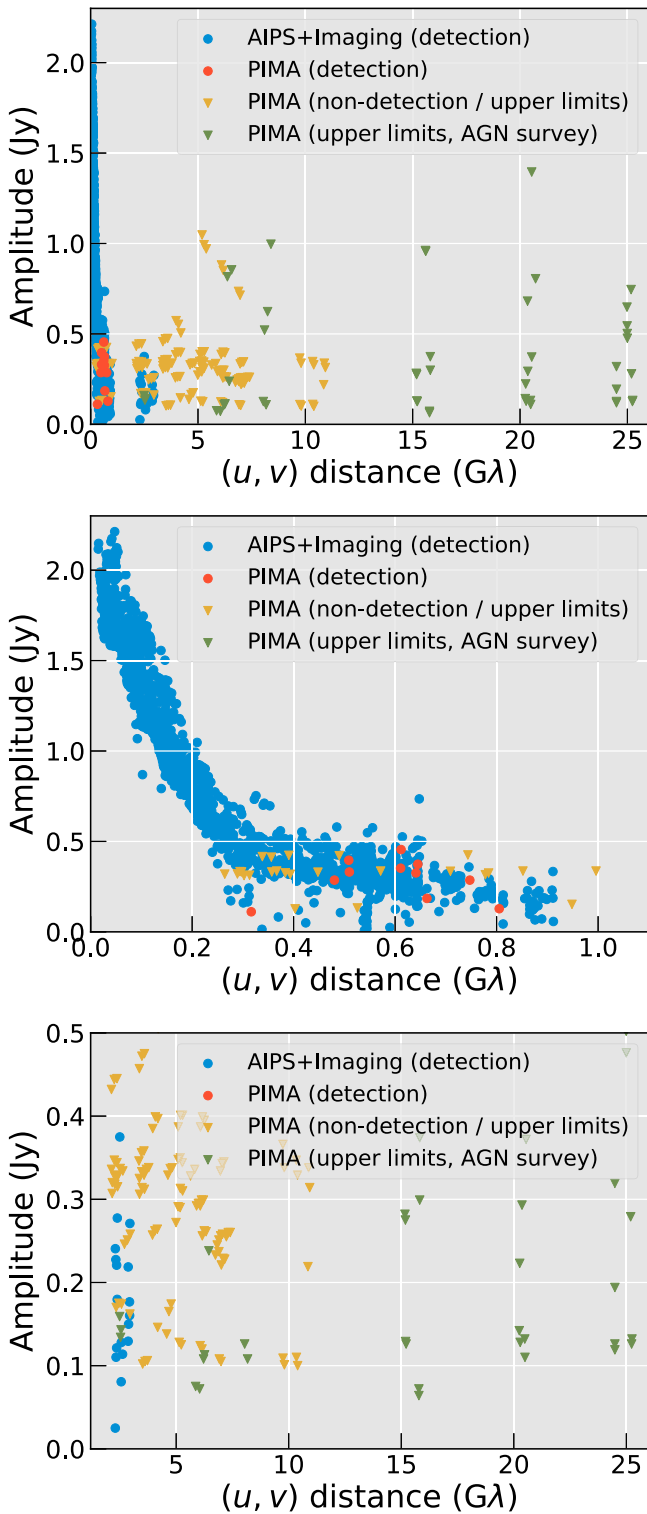 AIPS+Imaging (detection)
PIMA (detection)
PIMA (non-detection / upper limits)
PIMA (upper limits, AGN survey)
2.0
1.5
1.0
0.5
0.0
Amplitude (Jy)
0 5 10 15 20 25
(u, v) distance (Gλ)
AIPS+Imaging (detection)
PIMA (detection)
PIMA (non-detection / upper limits)
PIMA (upper limits, AGN survey)
2.0
1.5
1.0
0.5
0.0
Amplitude (Jy)
0.0 0.2 0.4 0.6 0.8 1.0
(u, v) distance (Gλ)
AIPS+Imaging (detection)
PIMA (detection)
PIMA (non-detection / upper limits)
PIMA (upper limits, AGN survey)
0.5
0.4
0.3
0.2
0.1
0.0
Amplitude (Jy)
5 10 15 20 25
(u, v) distance (Gλ)